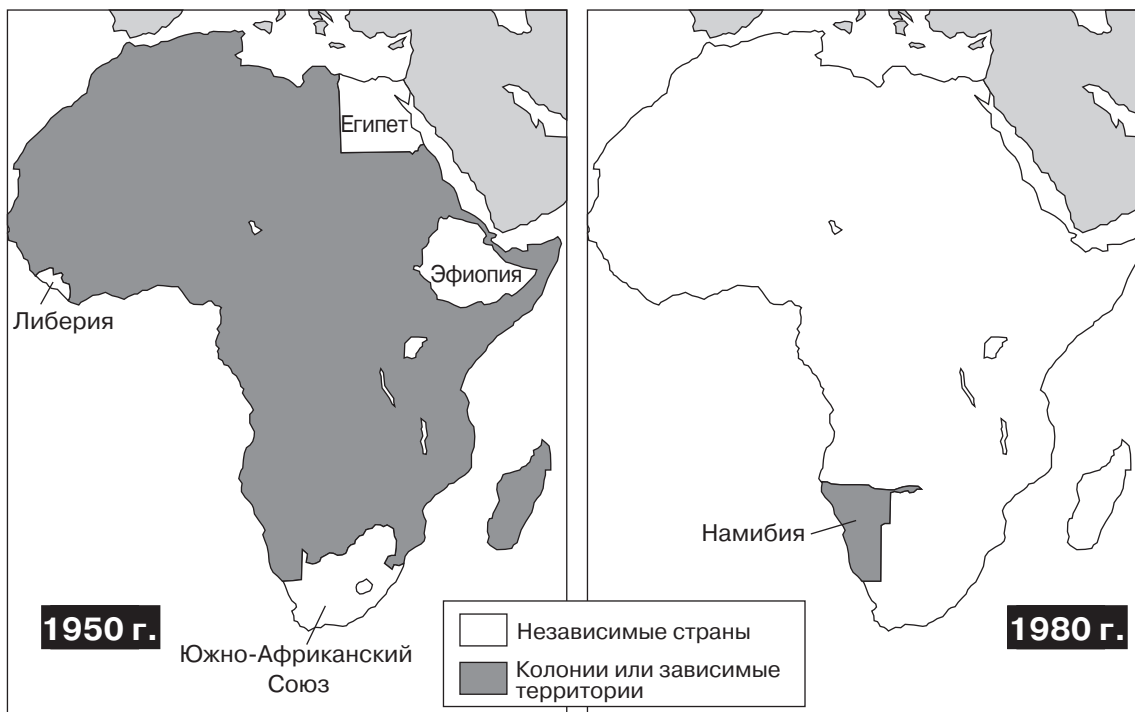 Египет
Эфиопия
Либерия
1950 г.
Южно-Африканский
Союз
Намибия
1980 г.
Независимые страны
Колонии или зависимые
территории